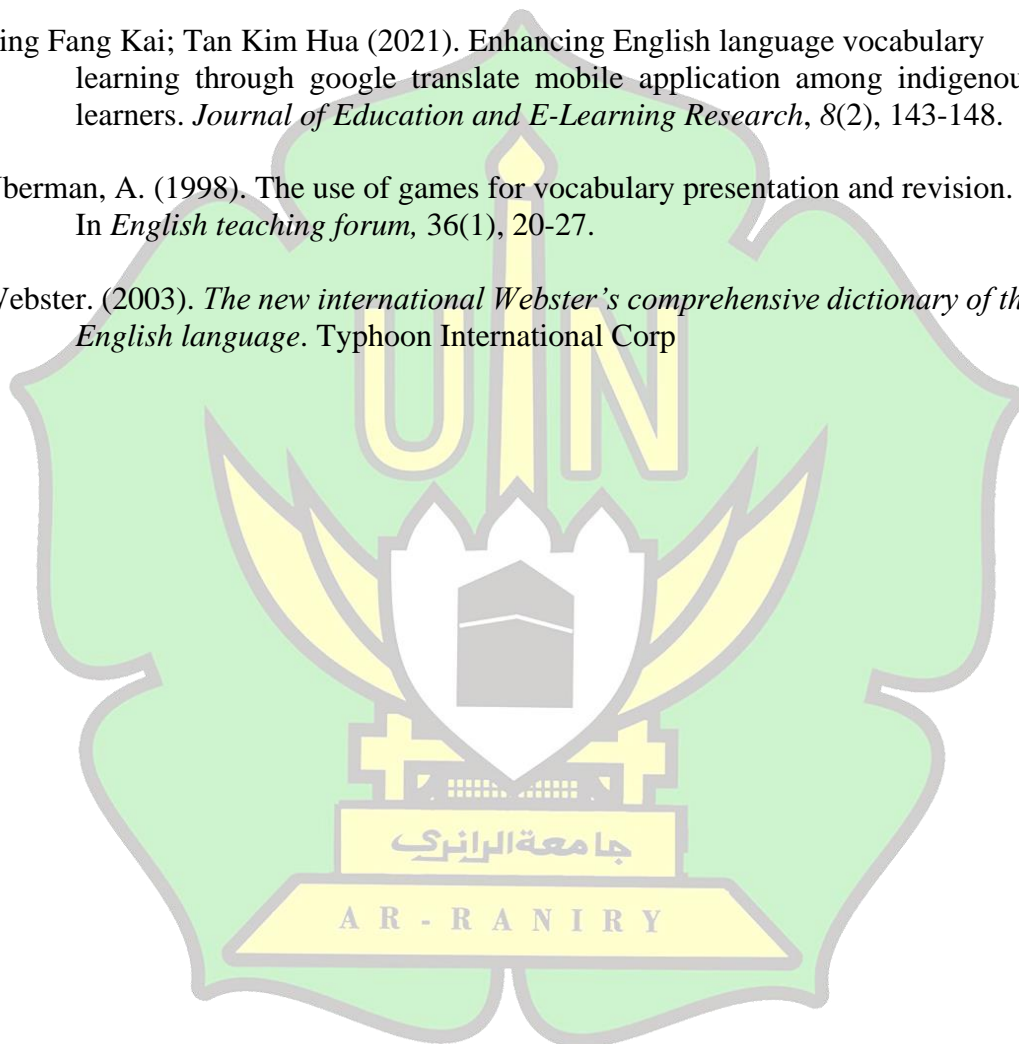 ing Fang Kai; Tan Kim Hua (2021). Enhancing English language vocabulary
learning through google translate mobile application among indigenou
learners. Journal of Education and E-Learning Research, 8(2), 143-148.
berman, A. (1998). The use of games for vocabulary presentation and revision.
In English teaching forum, 36(1), 20-27.
ebster. (2003). The new international Webster’s comprehensive dictionary of th
English language. Typhoon International Corp
UIN
جامعة الرانري
AR-RANIRY